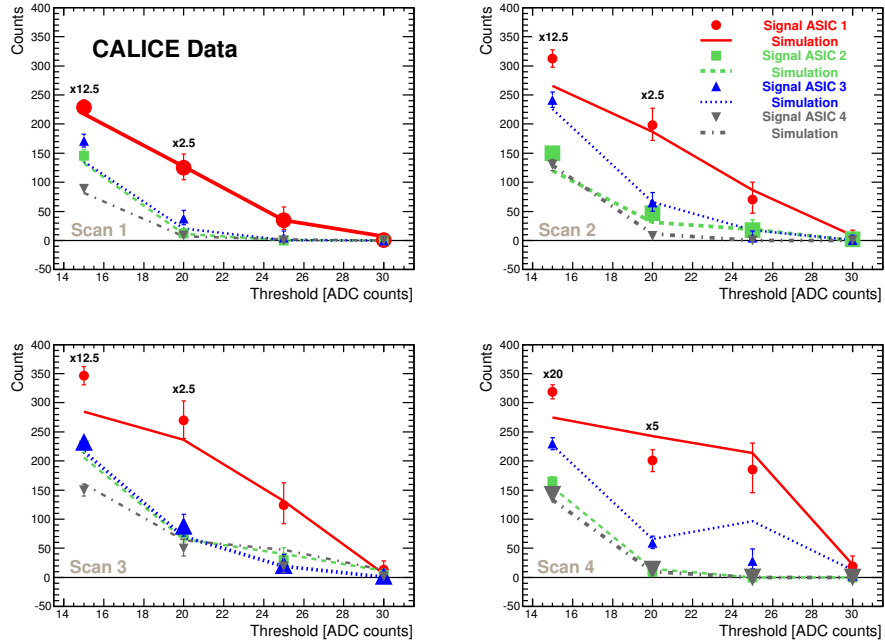 Counts
400
350
300
250
200
150
100
50
0
-50
CALICE Data
x12.5
x2.5
Scan 1
14 16 18 20 22 24 26 28 30
Threshold [ADC counts]
Counts
400
350
300
250
200
150
100
50
0
-50
x12.5
x2.5
Signal ASIC 1
Simulation
Signal ASIC 2
Simulation
Signal ASIC 3
Simulation
Signal ASIC 4
Simulation
Scan 2
14 16 18 20 22 24 26 28 30
Threshold [ADC counts]
Counts
400
350
300
250
200
150
100
50
0
-50
x12.5
x2.5
Scan 3
14 16 18 20 22 24 26 28 30
Threshold [ADC counts]
Counts
400
350
300
250
200
150
100
50
0
-50
x20
x5
Scan 4
14 16 18 20 22 24 26 28 30
Threshold [ADC counts]